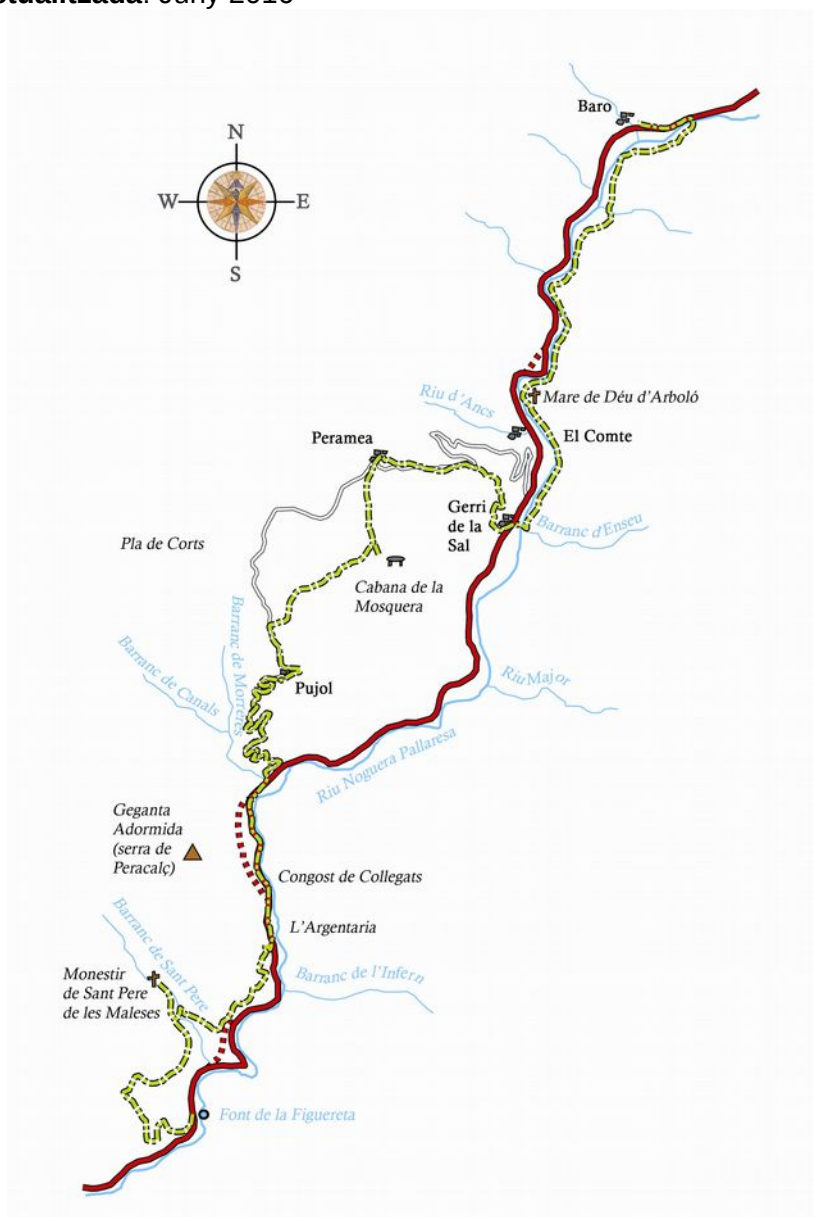 Juny 2016
Baro
N
W
E
S
Mare de Déu d'Arboló
Riu d'Ancs
El Comte
Peramea
Gerri
de la
Sal
Barranc d'Enseu
Pla de Corts
Cabana de la
Mosquera
Barranc de Morreres
Barranc de Canals
Pujol
Riu Major
Riu Noguera Pallaresa
Geganta
Adormida
(serra de
Peracalç)
Congost de Collegats
L'Argentaria
Barranc de Sant Pere
Barranc de l'Infern
Monestir
de Sant Pere
de les Maleses
Font de la Figuereta